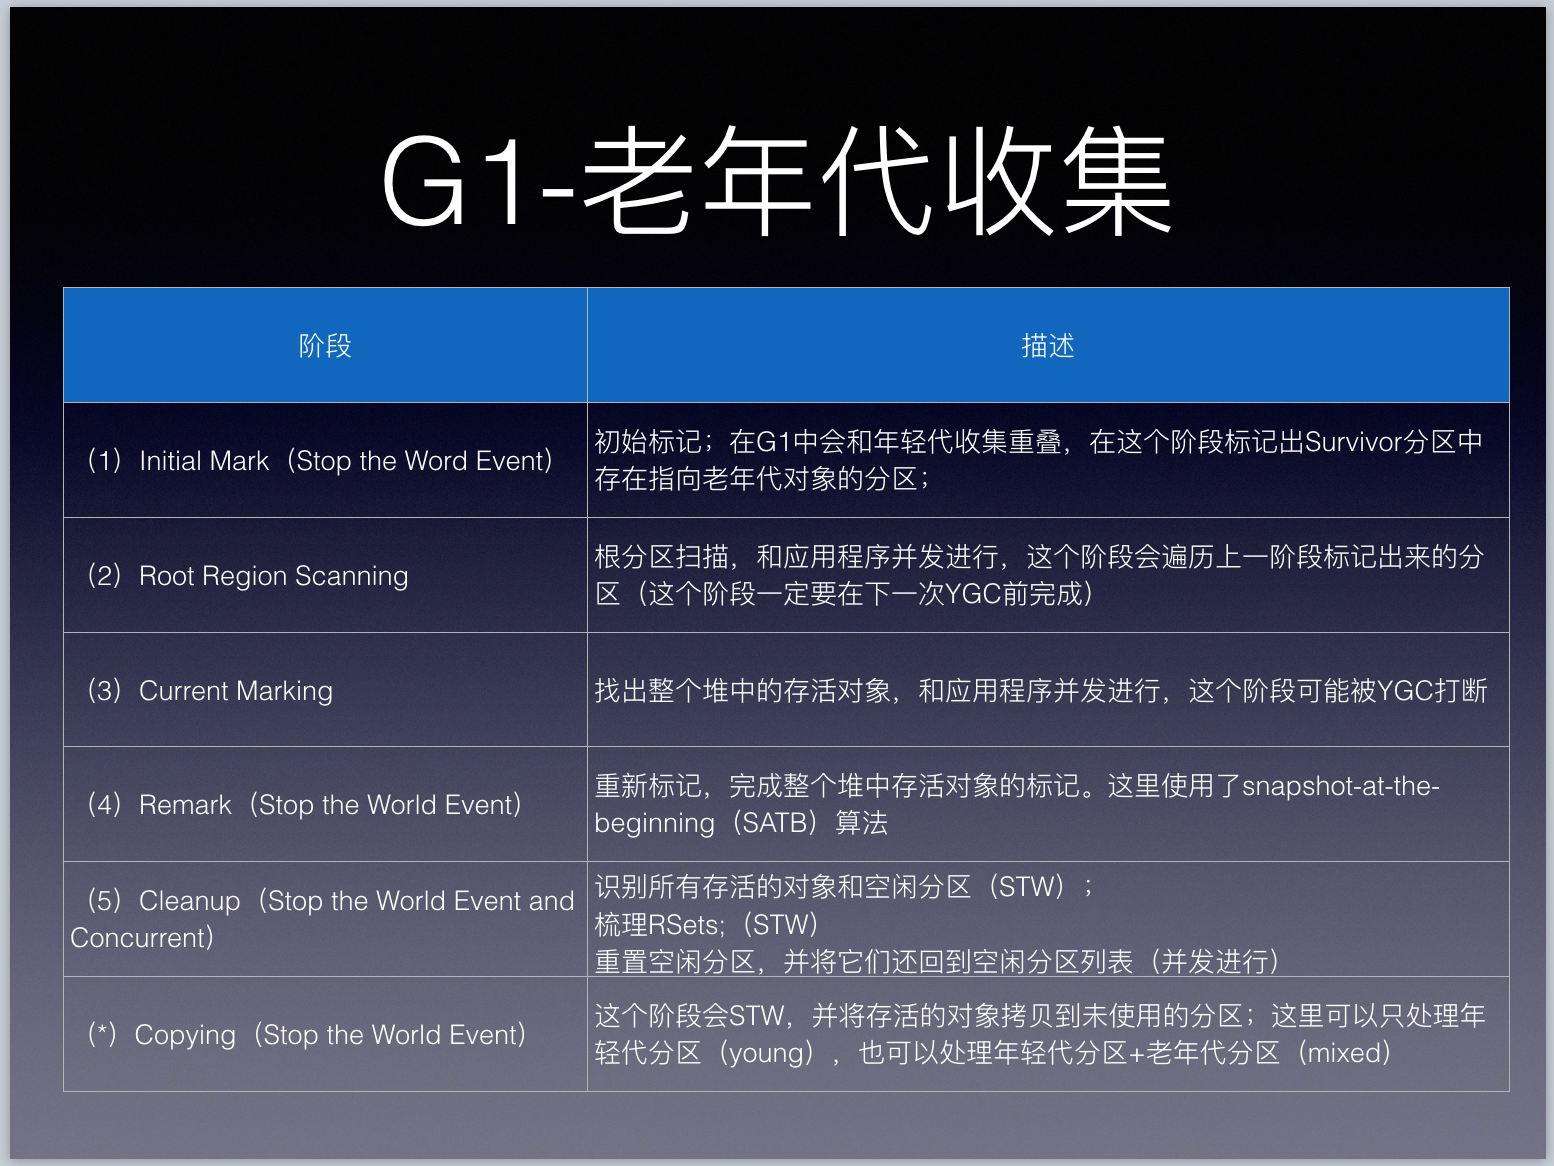 G1-老年代收集
阶段
描述
（1）Initial Mark（Stop the Word Event）
初始标记；在G1中会和年轻代收集重叠，在这个阶段标记出Survivor分区中
存在指向老年代对象的分区；
（2）Root Region Scanning
根分区扫描，和应用程序并发进行，这个阶段会遍历上一阶段标记出来的分
区（这个阶段一定要在下一次YGC前完成）
（3）Current Marking
找出整个堆中的存活对象，和应用程序并发进行，这个阶段可能被YGC打断
（4）Remark（Stop the World Event）
重新标记，完成整个堆中存活对象的标记。这里使用了snapshot-at-the-
beginning（SATB）算法
（5）Cleanup（Stop the World Event and
Concurrent）
识别所有存活的对象和空闲分区（STW）；
梳理RSets;（STW）
重置空闲分区，并将它们还回到空闲分区列表（并发进行）
（*）Copying（Stop the World Event）
这个阶段会STW，并将存活的对象拷贝到未使用的分区；这里可以只处理年
轻代分区（young），也可以处理年轻代分区+老年代分区（mixed）